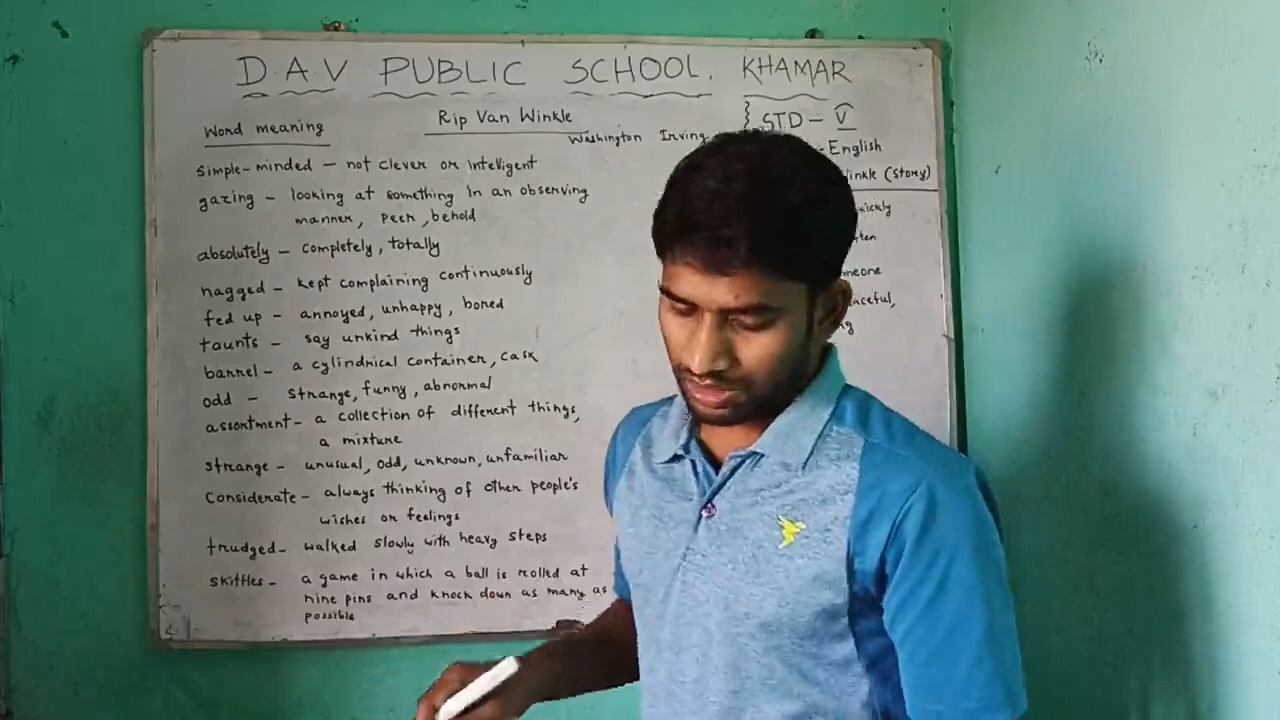 D.A.V PUBLIC SCHOOL, KHAMAR
Rip Van Winkle
Washington Irving
Word meaning
simple-minded - not clever or intelligent
gazing - looking at something in an observing
manner, peer, behold
absolutely - completely, totally
nagged - kept complaining continuously
fed up - annoyed, unhappy, bored
taunts - say unkind things
barrel - a cylindrical container, cask
odd - strange, funny, abnormal
assortment - a collection of different things,
a mixture
strange - unusual, odd, unknown, unfamiliar
Considerate - always thinking of other people's
wishes or feelings
trudged - walked slowly with heavy steps
skittles - a game in which a ball is rolled at
nine pins and knock down as many as
possible
STD - V
English
(Story)